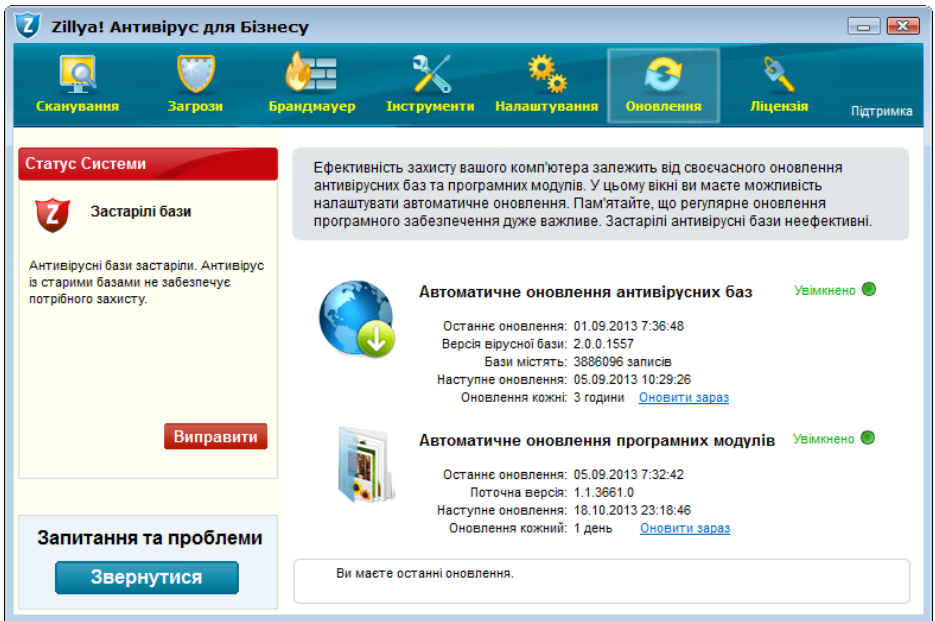 Zillya! Антивірус для Бізнесу
Сканування Загрози Брандмауер Інструменти Налаштування Оновлення Ліцензія Підтримка
Статус Системи
Застарілі бази
Антивірусні бази застаріли. Антивірус
із старими базами не забезпечує
потрібного захисту.
Виправити
Запитання та проблеми
Звернутися
Ефективність захисту вашого комп'ютера залежить від своєчасного оновлення
антивірусних баз та програмних модулів. У цьому вікні ви маєте можливість
налаштувати автоматичне оновлення. Пам'ятайте, що регулярне оновлення
програмного забезпечення дуже важливе. Застарілі антивірусні бази неефективні.
Автоматичне оновлення антивірусних баз Увімкнено
Останнє оновлення: 01.09.2013 7:36:48
Версія вірусної бази: 2.0.0.1557
Бази містять: 3886096 записів
Наступне оновлення: 05.09.2013 10:29:26
Оновлення кожні: 3 години Оновити зараз
Автоматичне оновлення програмних модулів Увімкнено
Останнє оновлення: 05.09.2013 7:32:42
Поточна версія: 1.1.3661.0
Наступне оновлення: 18.10.2013 23:18:46
Оновлення кожний: 1 день Оновити зараз
Ви маєте останні оновлення.